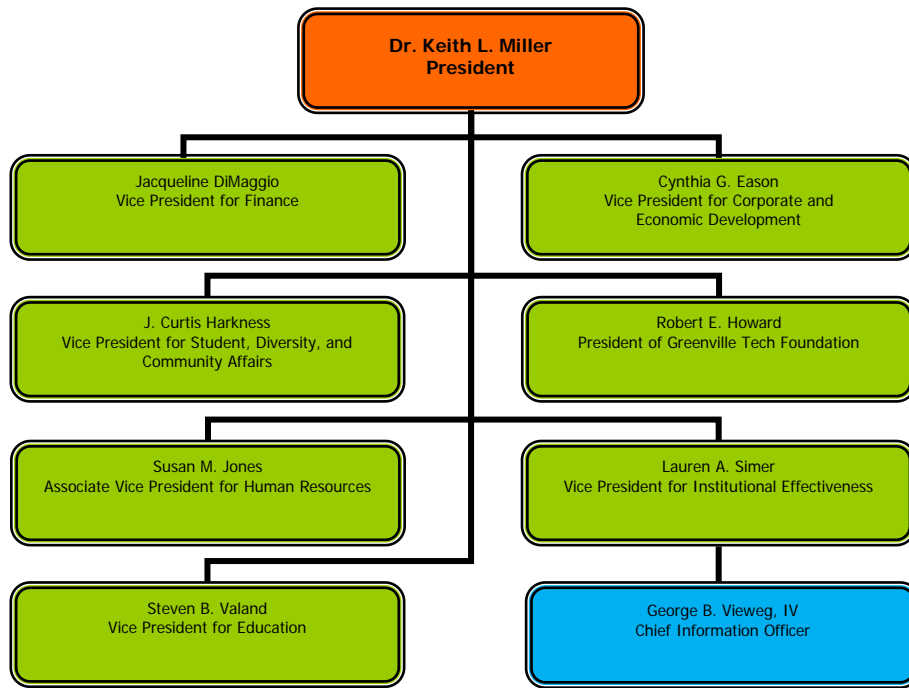 Dr. Keith L. Miller
President
Jacqueline DiMaggio
Vice President for Finance
Cynthia G. Eason
Vice President for Corporate and
Economic Development
J. Curtis Harkness
Vice President for Student, Diversity, and
Community Affairs
Robert E. Howard
President of Greenville Tech Foundation
Susan M. Jones
Associate Vice President for Human Resources
Lauren A. Simer
Vice President for Institutional Effectiveness
Steven B. Valand
Vice President for Education
George B. Vieweg, IV
Chief Information Officer